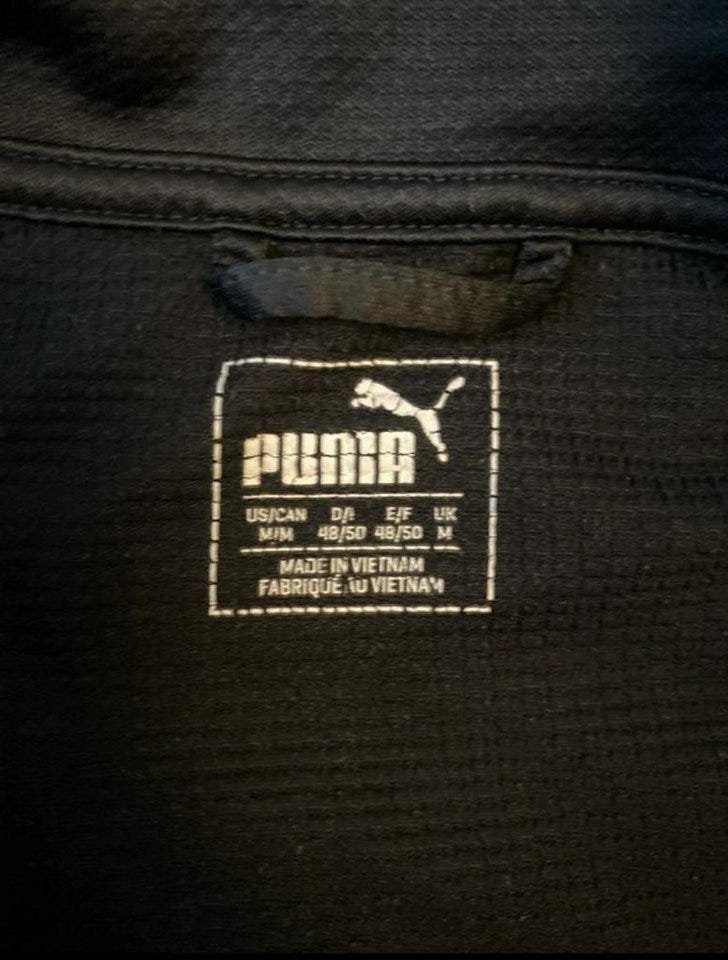 PUMA
US/CAN D/I E/F UK
M/M 48/50 48/50 M
MADE IN VIETNAM
FABRIQUÉ AU VIETNAM